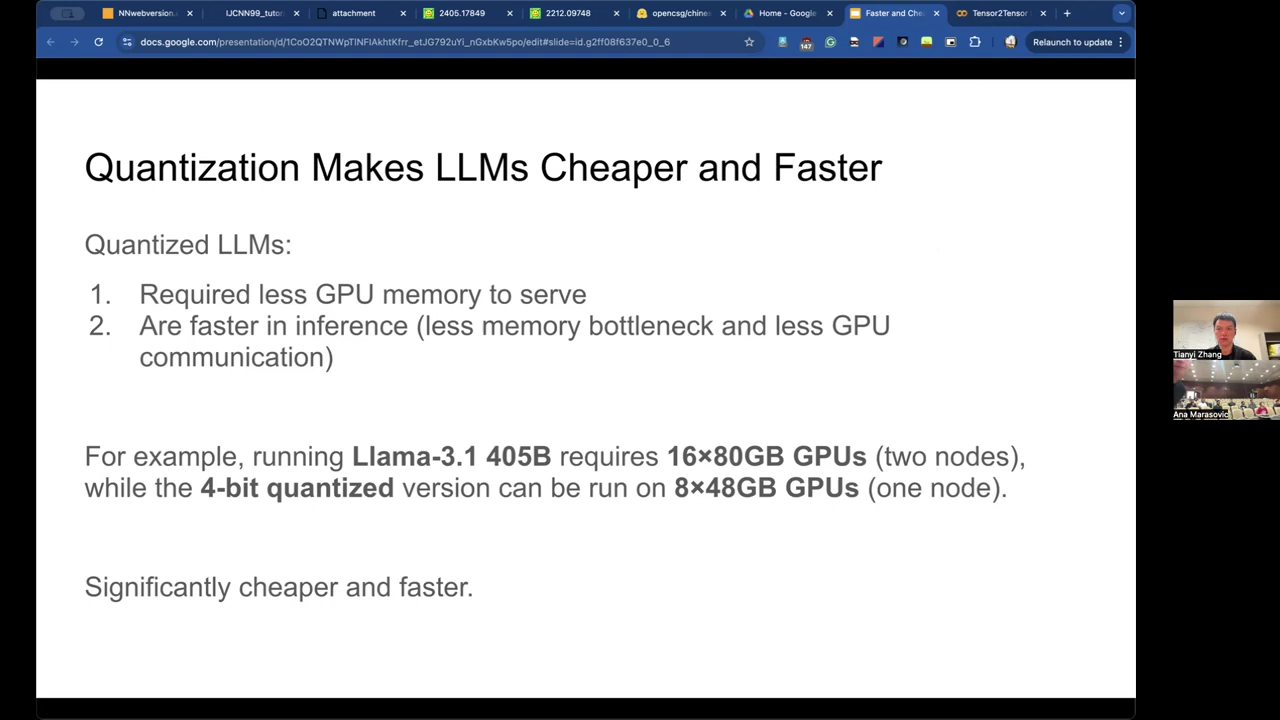 NNwebversion.
IJCNN99_tutor
attachment
2405.17849
2212.09748
opencsg/chines
Home - Google
Faster and Che
Tensor2Tensor
docs.google.com/presentation/d/1CoO2QTNWpTlNFIAkhtKfrr_etJG792uYi_nGxbKw5po/edit#slide=id.g2ff08f637e0_0_6
147
Relaunch to update
Quantization Makes LLMs Cheaper and Faster
Quantized LLMs:
1. Required less GPU memory to serve
2. Are faster in inference (less memory bottleneck and less GPU
communication)
For example, running Llama-3.1 405B requires 16×80GB GPUs (two nodes),
while the 4-bit quantized version can be run on 8×48GB GPUs (one node).
Significantly cheaper and faster.
Tianyi Zhang
Ana Marasovic